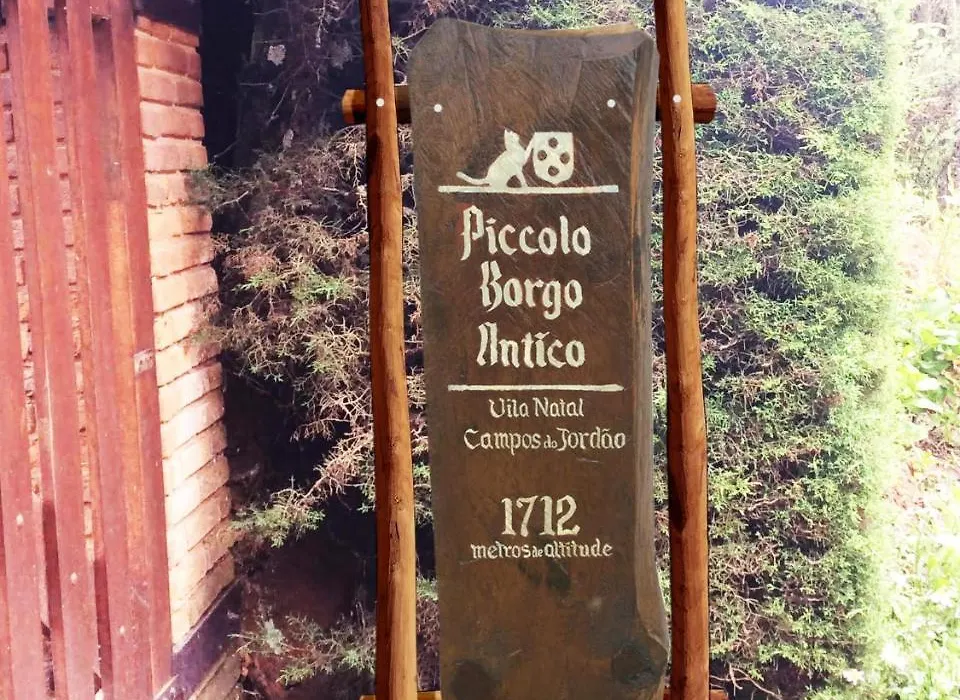 Piccolo
Borgo
Antico
Vila Natal
Campos do Jordão
1712
metros de altitude